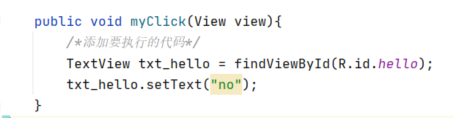 public void myClick(View view){
/*添加要执行的代码*/
TextView txt_hello = findViewById(R.id.hello);
txt_hello.setText("no");
}